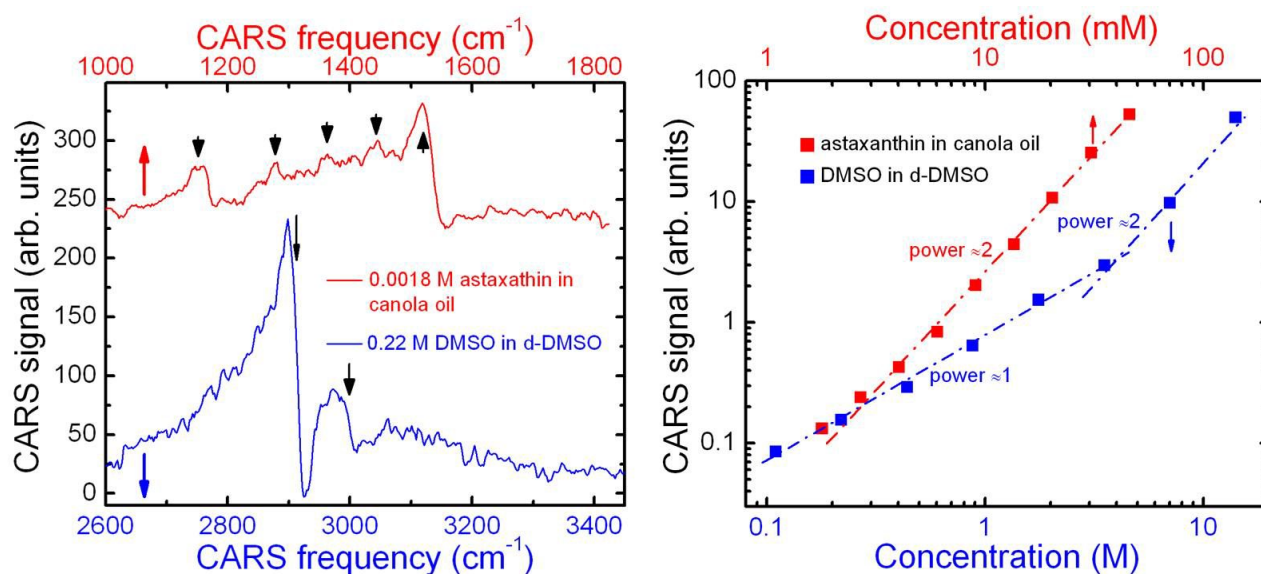 CARS frequency (cm⁻¹)
1000 1200 1400 1600 1800
CARS signal (arb. units)
300
250
200
150
100
50
0
0.0018 M astaxathin in
canola oil
0.22 M DMSO in d-DMSO
2600 2800 3000 3200 3400
CARS frequency (cm⁻¹)
Concentration (mM)
1 10 100
CARS signal (arb. units)
100
10
1
0.1
astaxanthin in canola oil
DMSO in d-DMSO
power ≈2
power ≈2
power ≈1
0.1 1 10
Concentration (M)